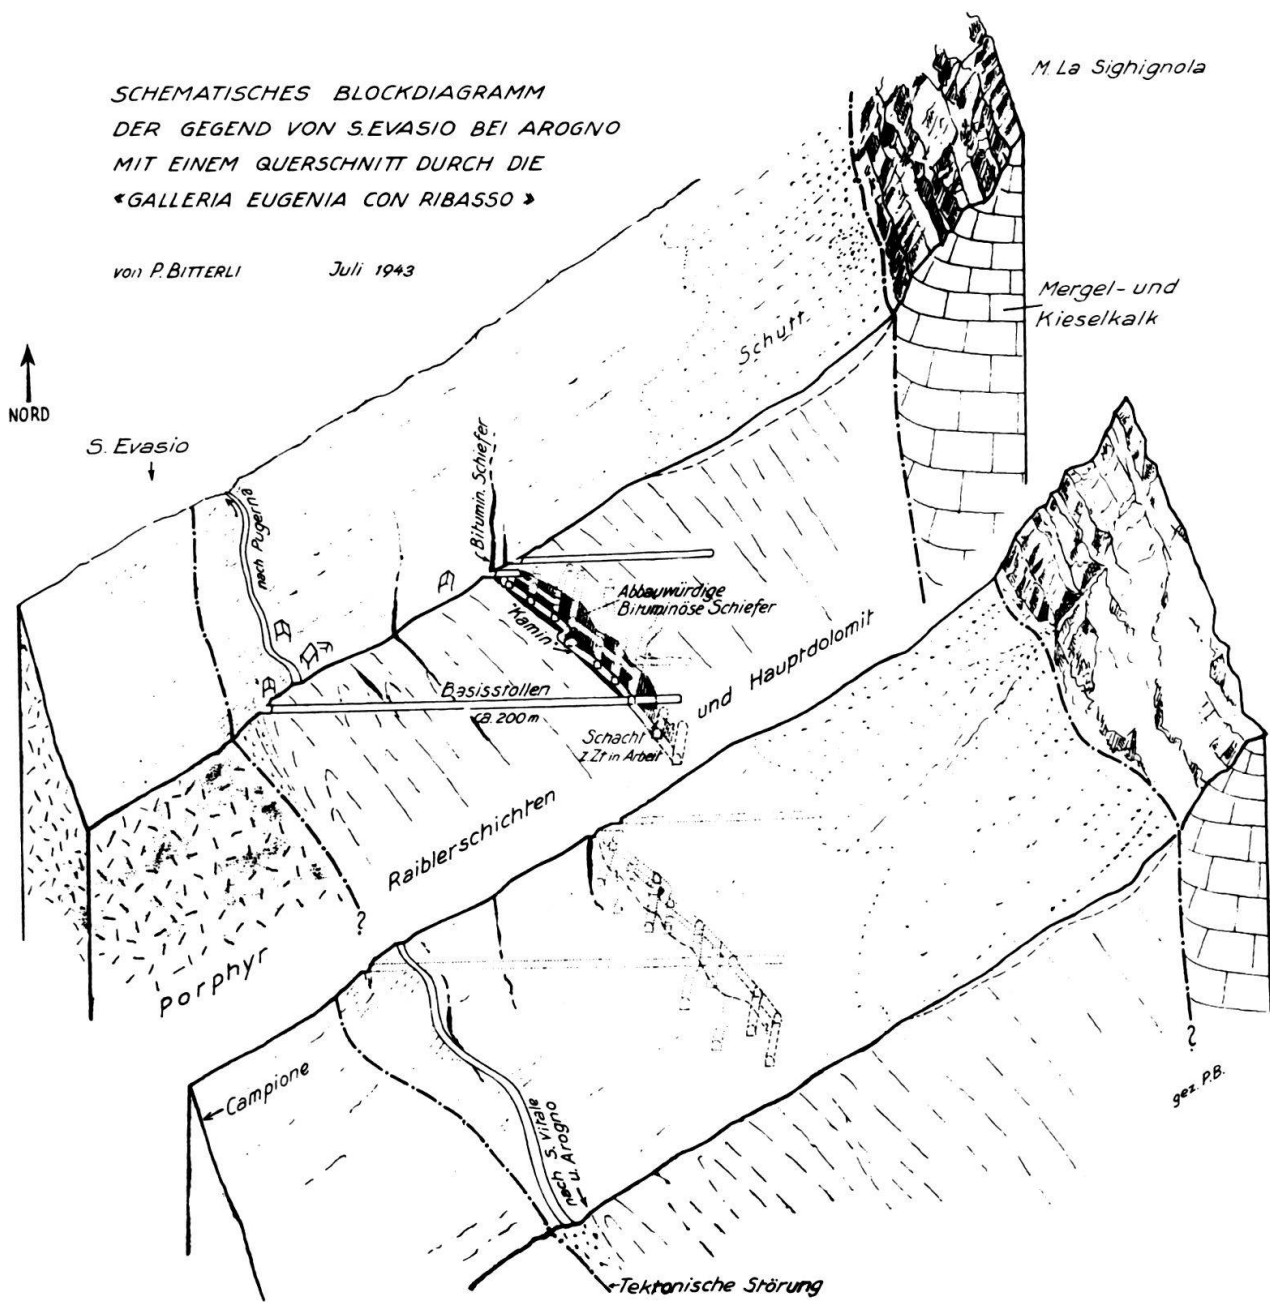 SCHEMATISCHES BLOCKDIAGRAMM
DER GEGEND VON S. EVASIO BEI AROGNO
MIT EINEM QUERSCHNITT DURCH DIE
«GALLERIA EUGENIA CON RIBASSO»
von P. BITTERLI Juli 1943
M. La Sighignola
Mergel- und
Kieselkalk
Schutt
NORD
S. Evasio
nach Pugerna
Bitumin. Schiefer
Abbauwürdige
Bituminöse Schiefer
"Kamin"
Basisstollen
ca. 200 m
Schacht
z. Zt in Arbeit
Raiblerschichten und Hauptdolomit
?
Porphyr
Campione
nach S. Vitale
u. Arogno
?
gez. P.B.
Tektonische Störung